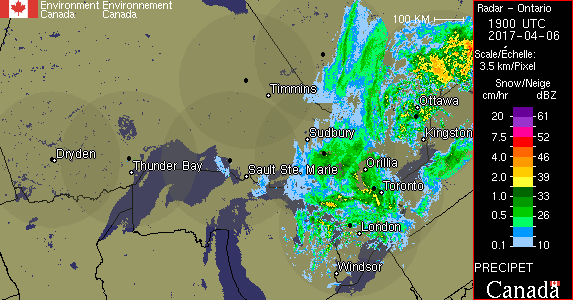 Environment Environnement
Canada Canada
100 KM
Timmins
Ottawa
Sudbury
Kingston
Dryden
Thunder Bay
Sault Ste. Marie
Orillia
Toronto
London
Windsor
Radar - Ontario
1900 UTC
2017-04-06
Scale/Échelle:
3.5 km/Pixel
Snow/Neige
cm/hr dBZ
20 61
7.5 52
4.0 46
2.0 39
1.0 33
0.5 26
0.1 10
PRECIPET
Canada